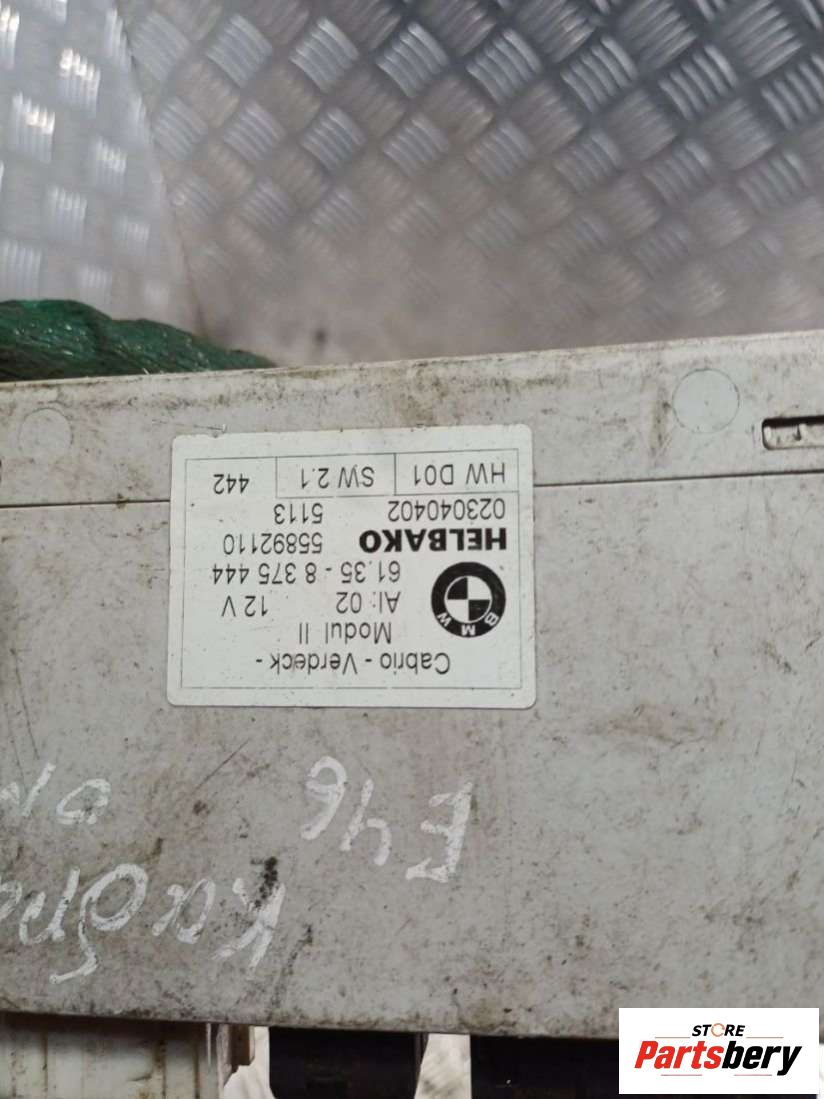 Cabrio - Verdeck -
Modul II
AI: 02 12 V
61.35 - 8 375 444
BMW
HELBAKO 55892110
023040402 5113
HW D01 SW 2.1 442
E46
STORE
Partsbery